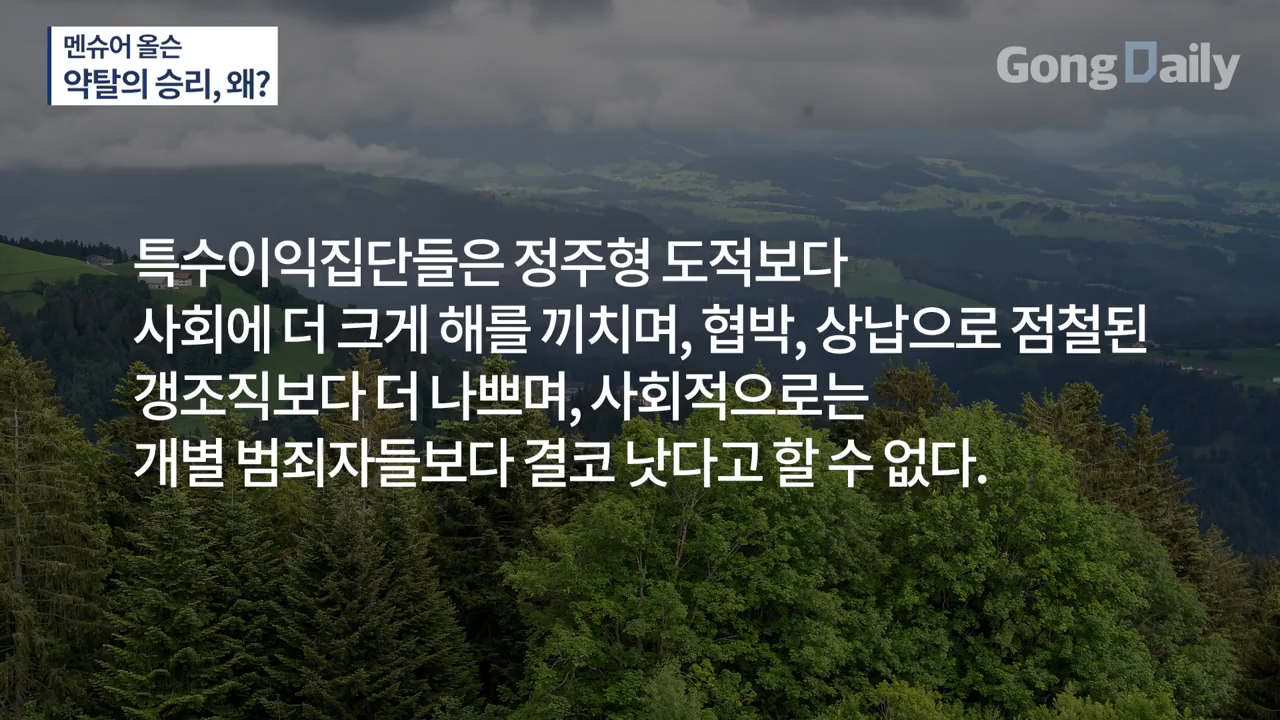 멘슈어 올슨
약탈의 승리, 왜?
Gong Daily
특수이익집단들은 정주형 도적보다
사회에 더 크게 해를 끼치며, 협박, 상납으로 점철된
갱조직보다 더 나쁘며, 사회적으로는
개별 범죄자들보다 결코 낫다고 할 수 없다.